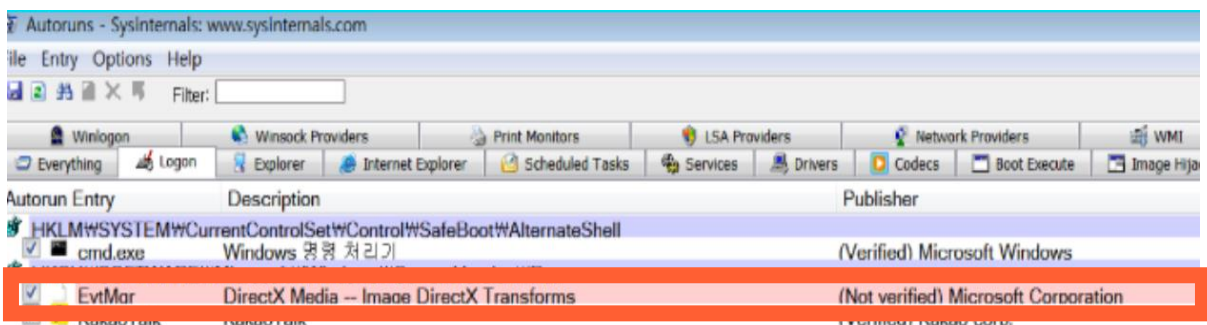 Autoruns - Sysinternals: www.sysinternals.com
File Entry Options Help
Filter:
Winlogon Winsock Providers Print Monitors LSA Providers Network Providers WMI
Everything Logon Explorer Internet Explorer Scheduled Tasks Services Drivers Codecs Boot Execute Image Hija
Autorun Entry Description Publisher
HKLM₩SYSTEM₩CurrentControlSet₩Control₩SafeBoot₩AlternateShell
cmd.exe Windows 명령 처리기 (Verified) Microsoft Windows
EvtMgr DirectX Media -- Image DirectX Transforms (Not verified) Microsoft Corporation